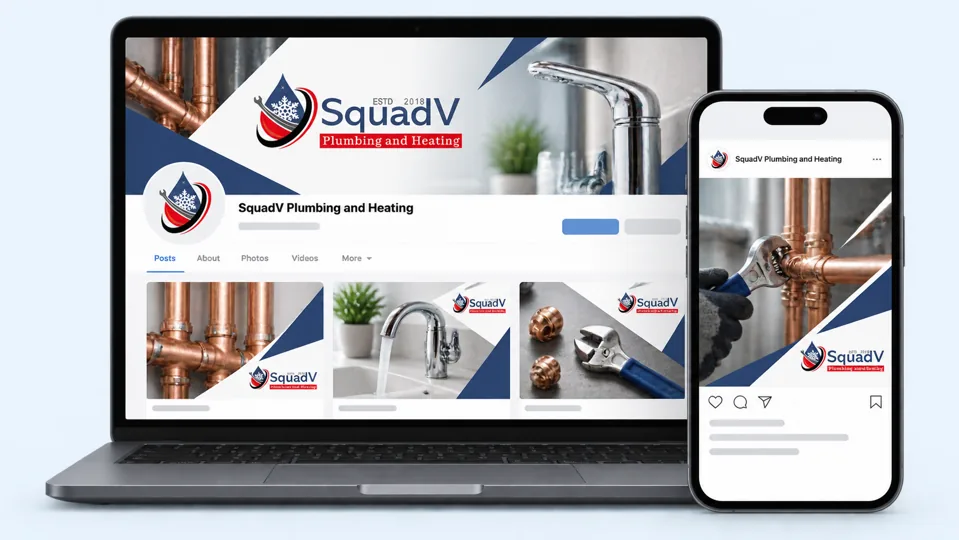 ESTD 2018
SquadV
Plumbing and Heating
SquadV Plumbing and Heating
Posts About Photos Videos More
SquadV
SquadV
SquadV
SquadV Plumbing and Heating
SquadV
Plumbing and Heating